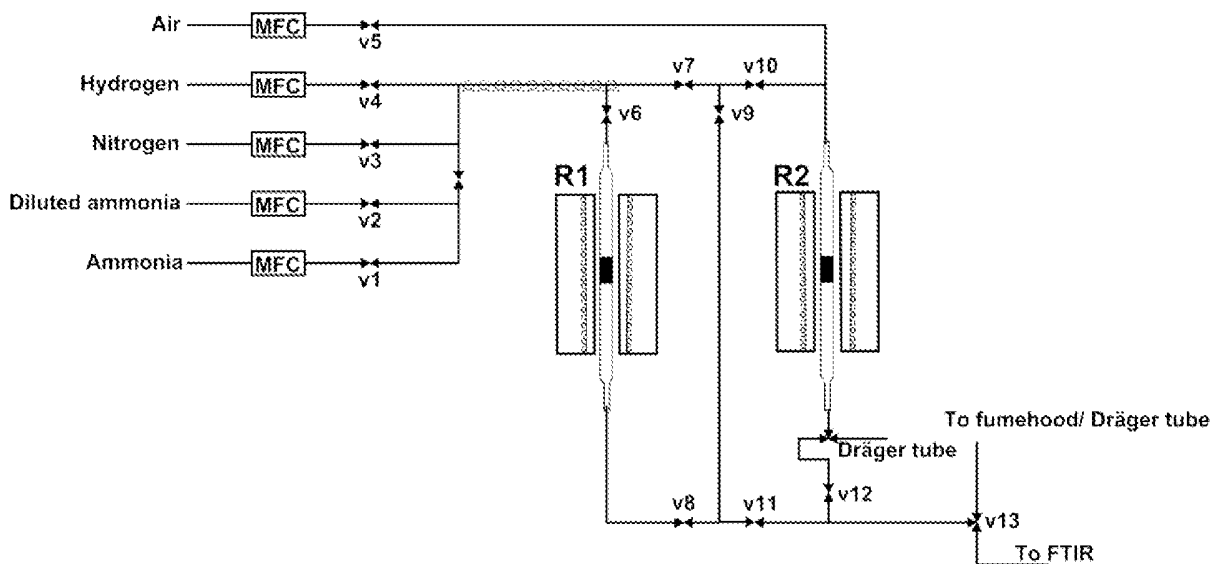 Air MFC v5
Hydrogen MFC v4 v7 v10
v6 v9
Nitrogen MFC v3
R1 R2
Diluted ammonia MFC v2
Ammonia MFC v1
To fumehood/ Dräger tube
Dräger tube
v12
v8 v11 v13
To FTIR